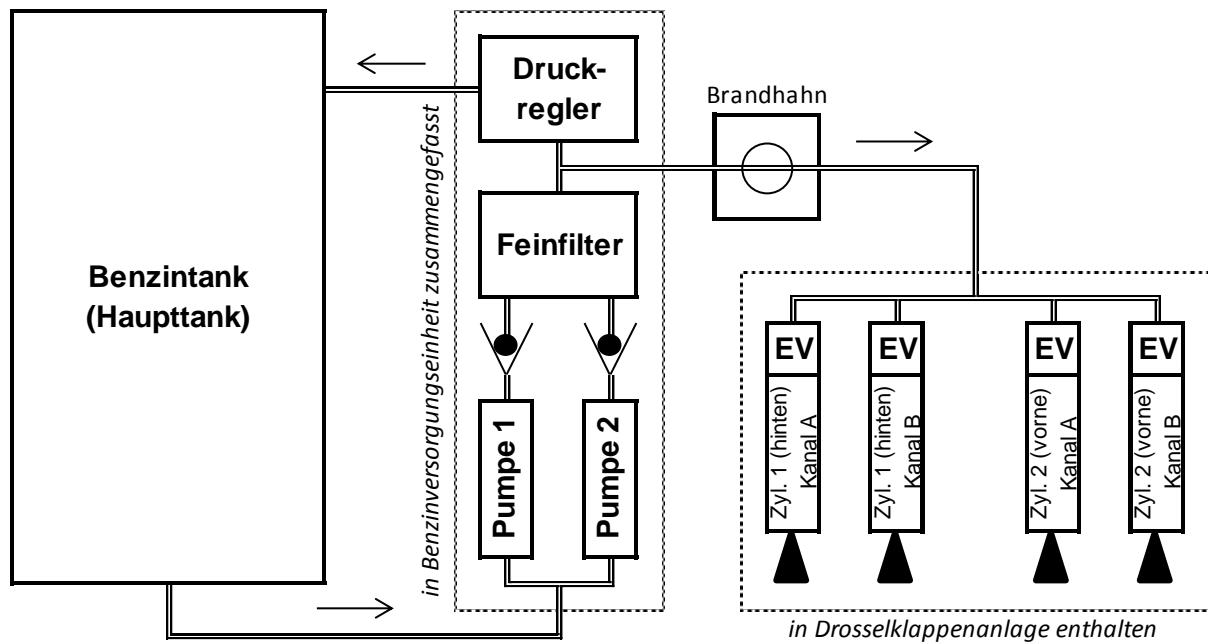 Benzintank
(Haupttank)
in Benzinversorgungseinheit zusammengefasst
Druck-
regler
Feinfilter
Pumpe 1
Pumpe 2
Brandhahn
EV
EV
EV
EV
Zyl. 1 (hinten)
Kanal A
Zyl. 1 (hinten)
Kanal B
Zyl. 2 (vorne)
Kanal A
Zyl. 2 (vorne)
Kanal B
in Drosselklappenanlage enthalten